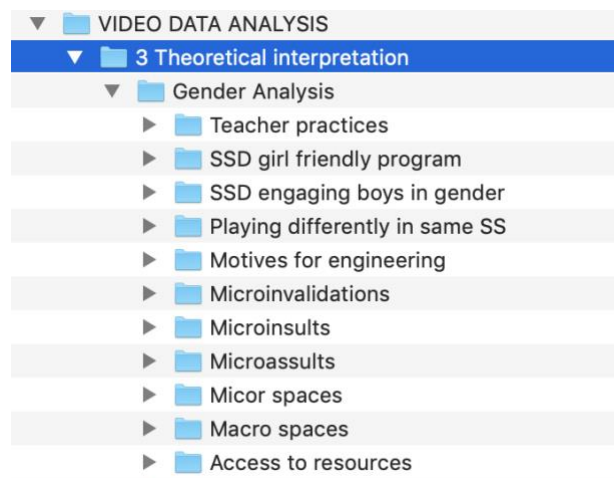 VIDEO DATA ANALYSIS
3 Theoretical interpretation
Gender Analysis
Teacher practices
SSD girl friendly program
SSD engaging boys in gender
Playing differently in same SS
Motives for engineering
Microinvalidations
Microinsults
Microassults
Micor spaces
Macro spaces
Access to resources